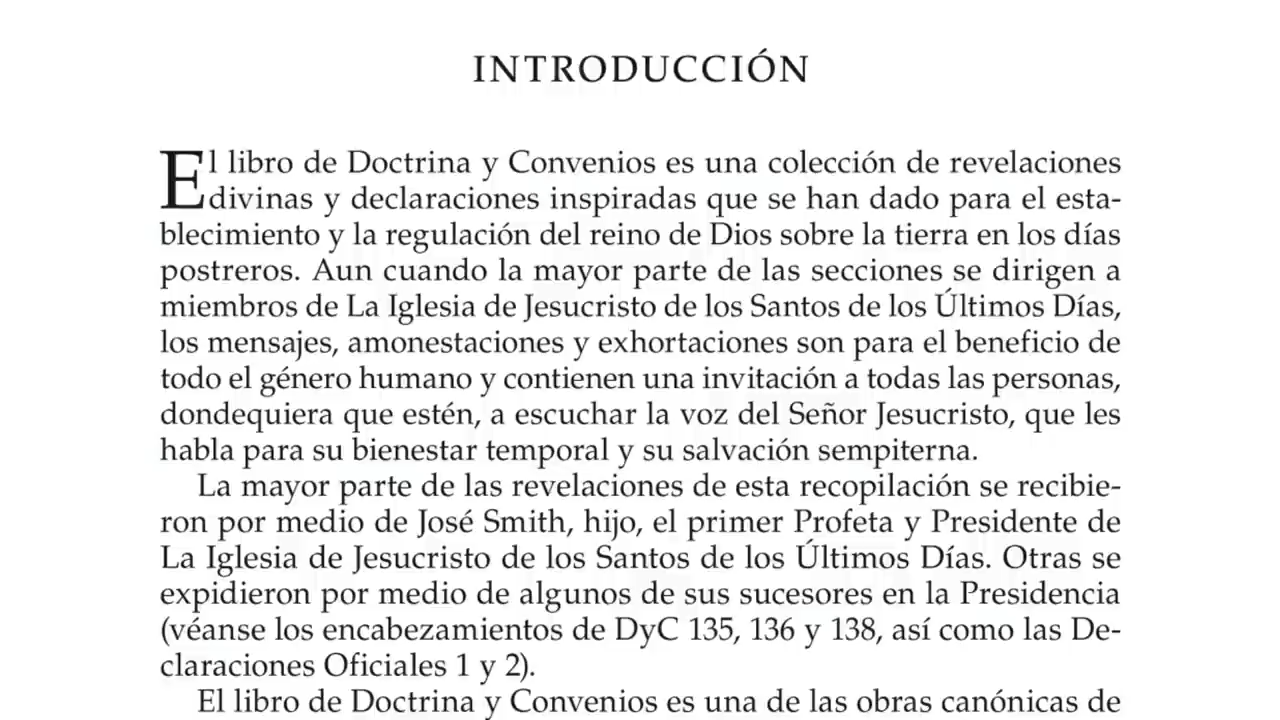 INTRODUCCIÓN
El libro de Doctrina y Convenios es una colección de revelaciones
divinas y declaraciones inspiradas que se han dado para el esta-
blecimiento y la regulación del reino de Dios sobre la tierra en los días
postreros. Aun cuando la mayor parte de las secciones se dirigen a
miembros de La Iglesia de Jesucristo de los Santos de los Últimos Días,
los mensajes, amonestaciones y exhortaciones son para el beneficio de
todo el género humano y contienen una invitación a todas las personas,
dondequiera que estén, a escuchar la voz del Señor Jesucristo, que les
habla para su bienestar temporal y su salvación sempiterna.
La mayor parte de las revelaciones de esta recopilación se recibie-
ron por medio de José Smith, hijo, el primer Profeta y Presidente de
La Iglesia de Jesucristo de los Santos de los Últimos Días. Otras se
expidieron por medio de algunos de sus sucesores en la Presidencia
(véanse los encabezamientos de DyC 135, 136 y 138, así como las De-
claraciones Oficiales 1 y 2).
El libro de Doctrina y Convenios es una de las obras canónicas de